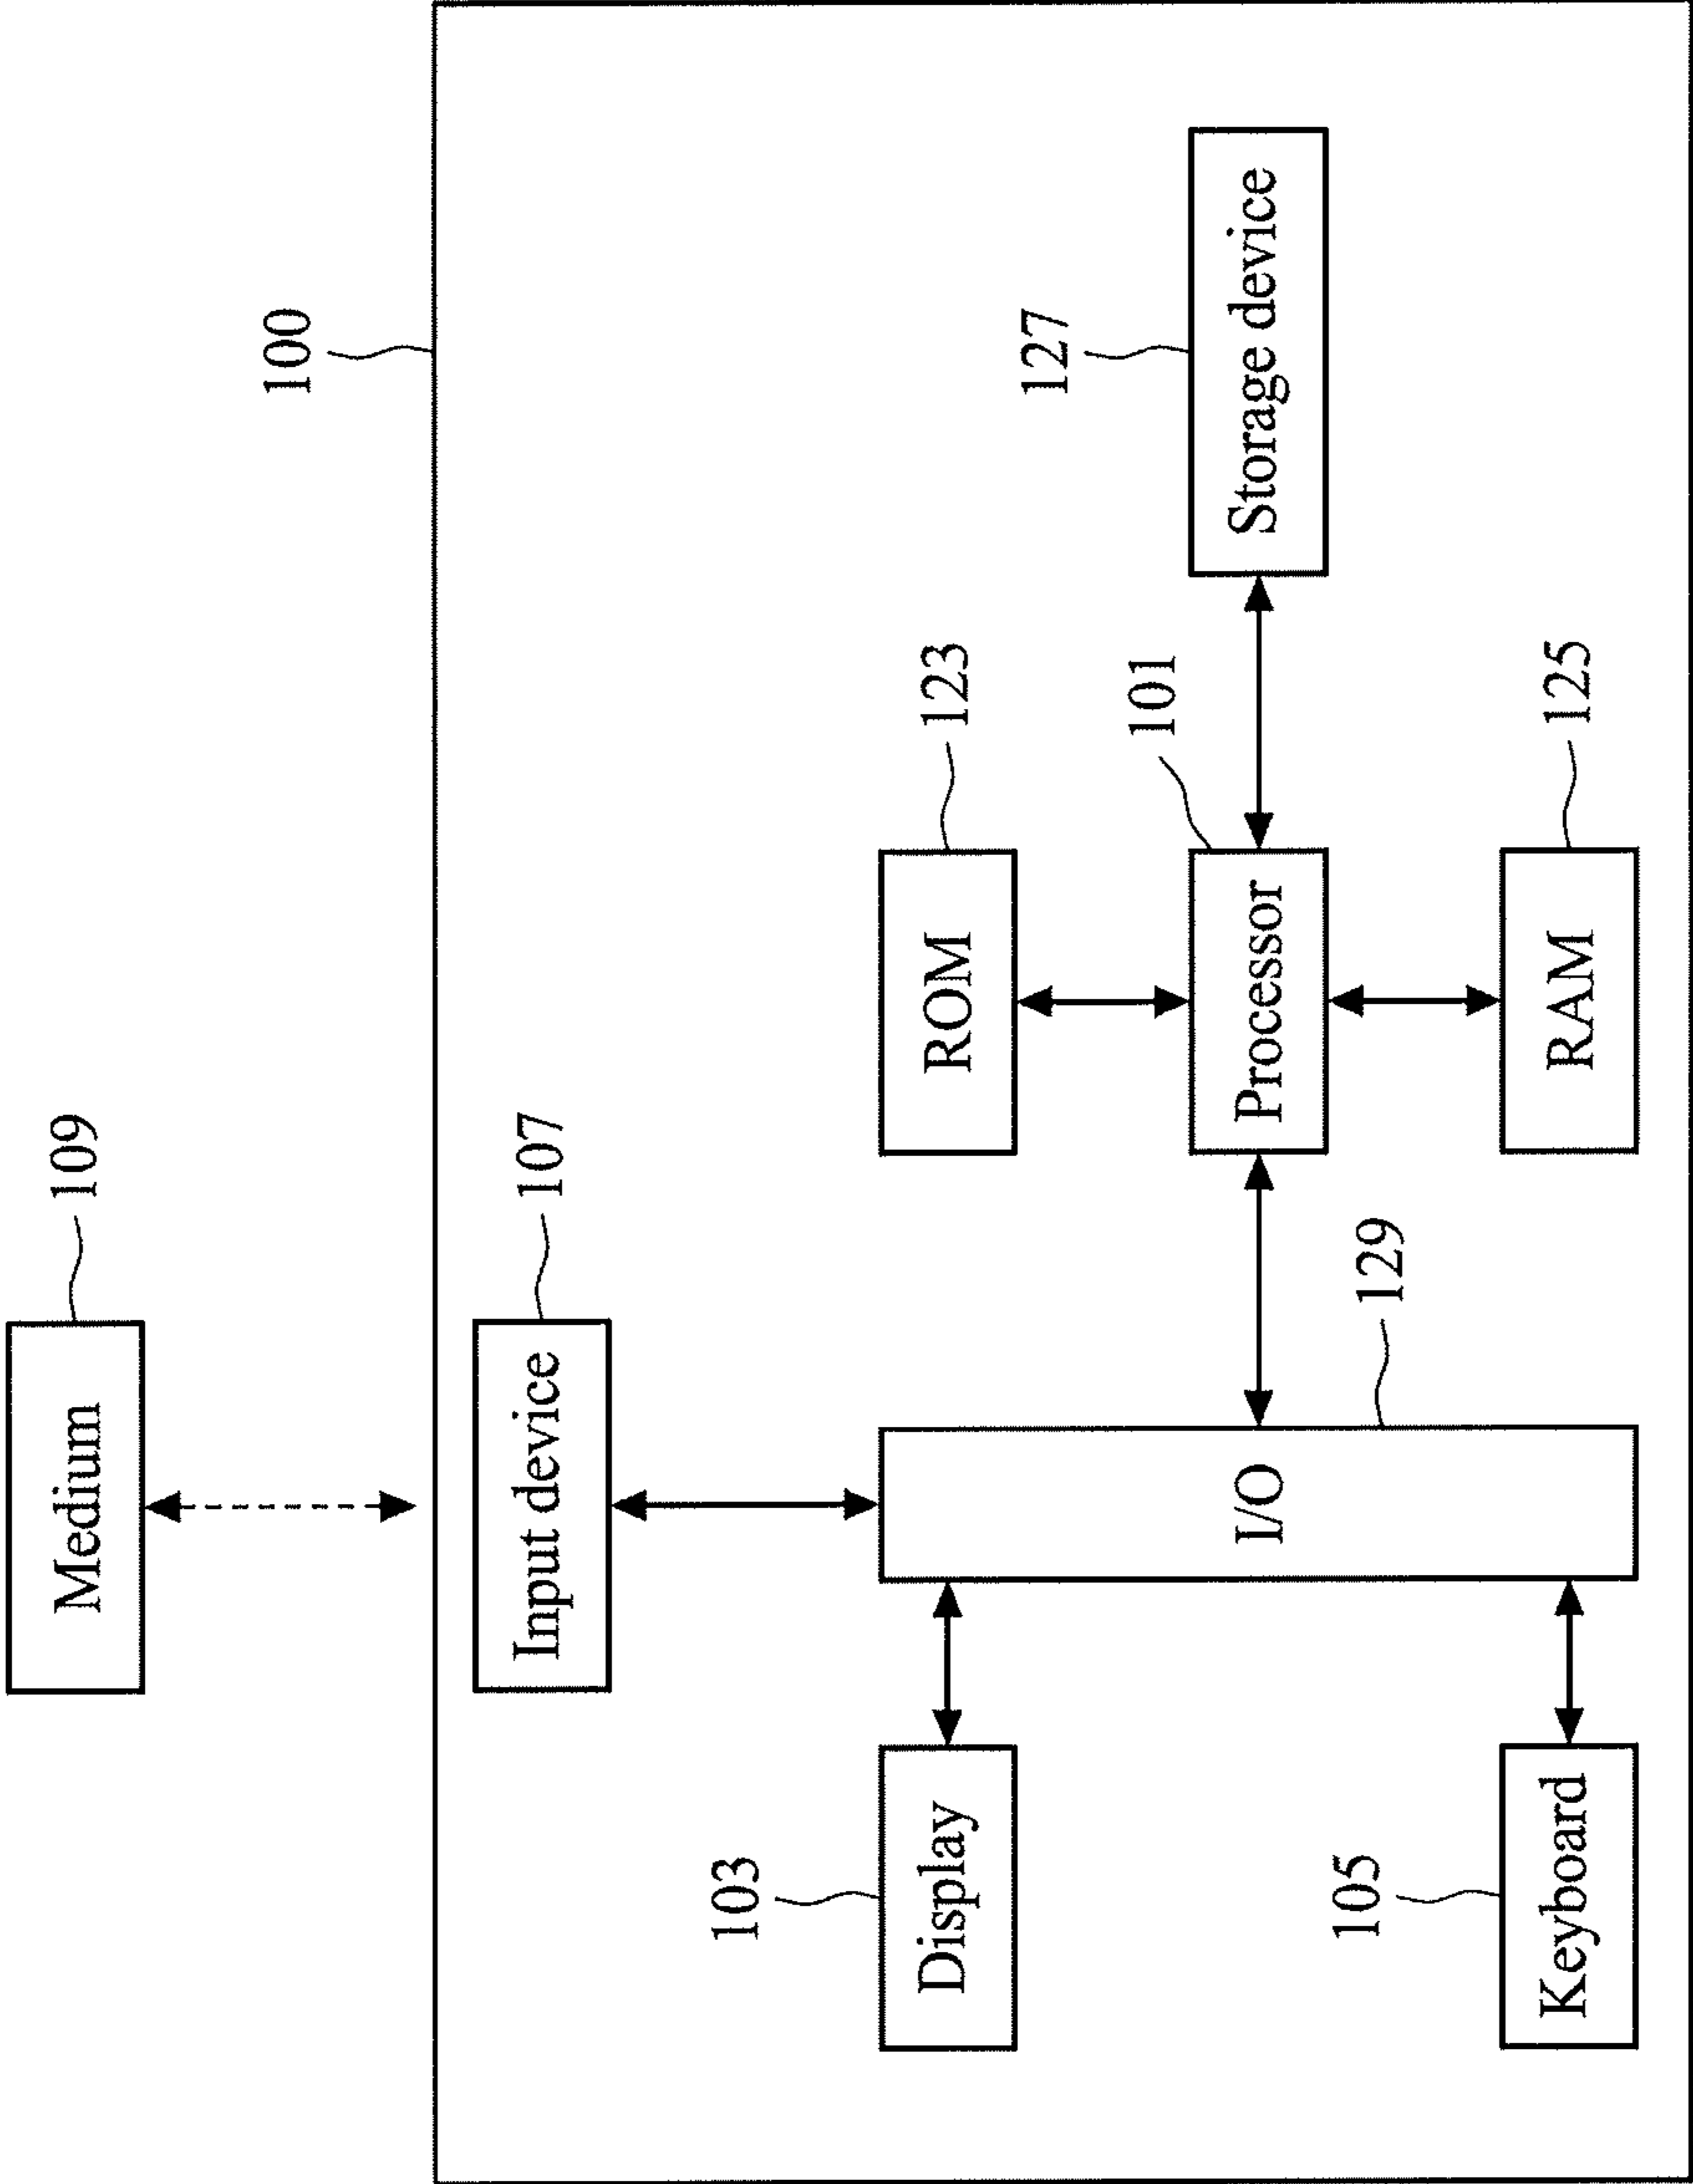 Medium
109
100
Input device
107
103
Display
ROM
123
127
Storage device
I/O
129
Processor
101
105
Keyboard
RAM
125